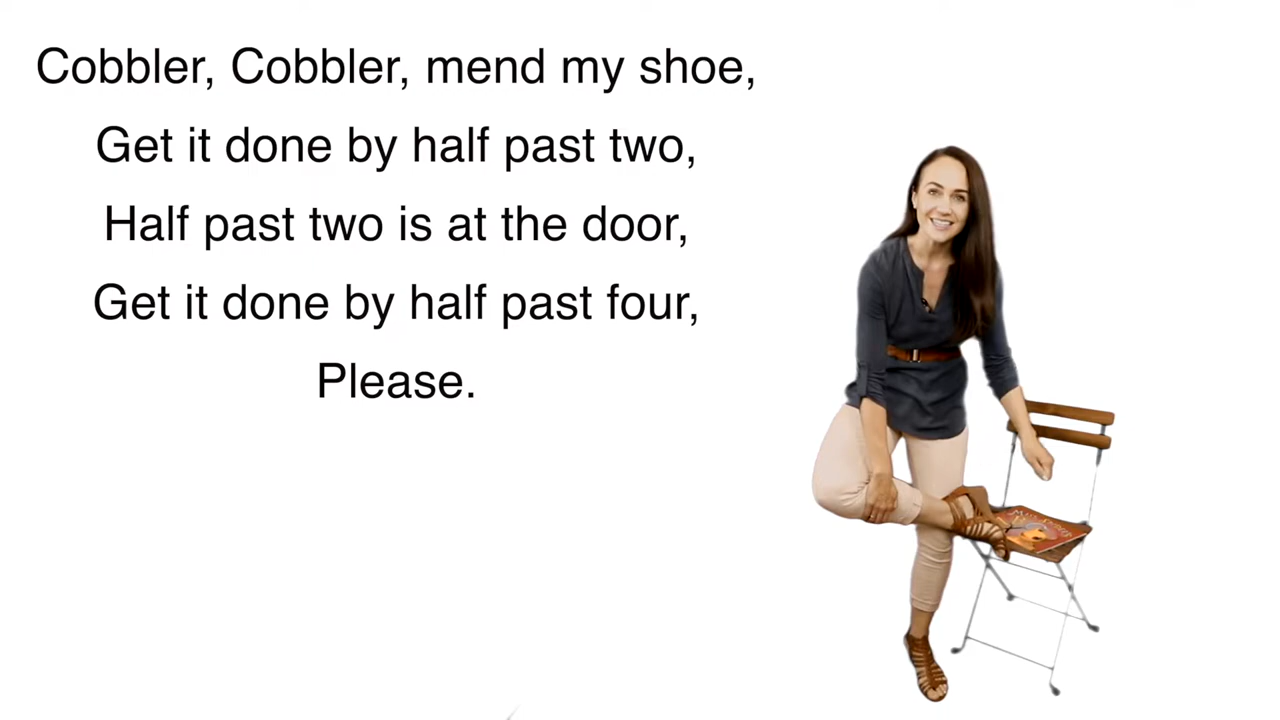 Cobbler, Cobbler, mend my shoe,
Get it done by half past two,
Half past two is at the door,
Get it done by half past four,
Please.